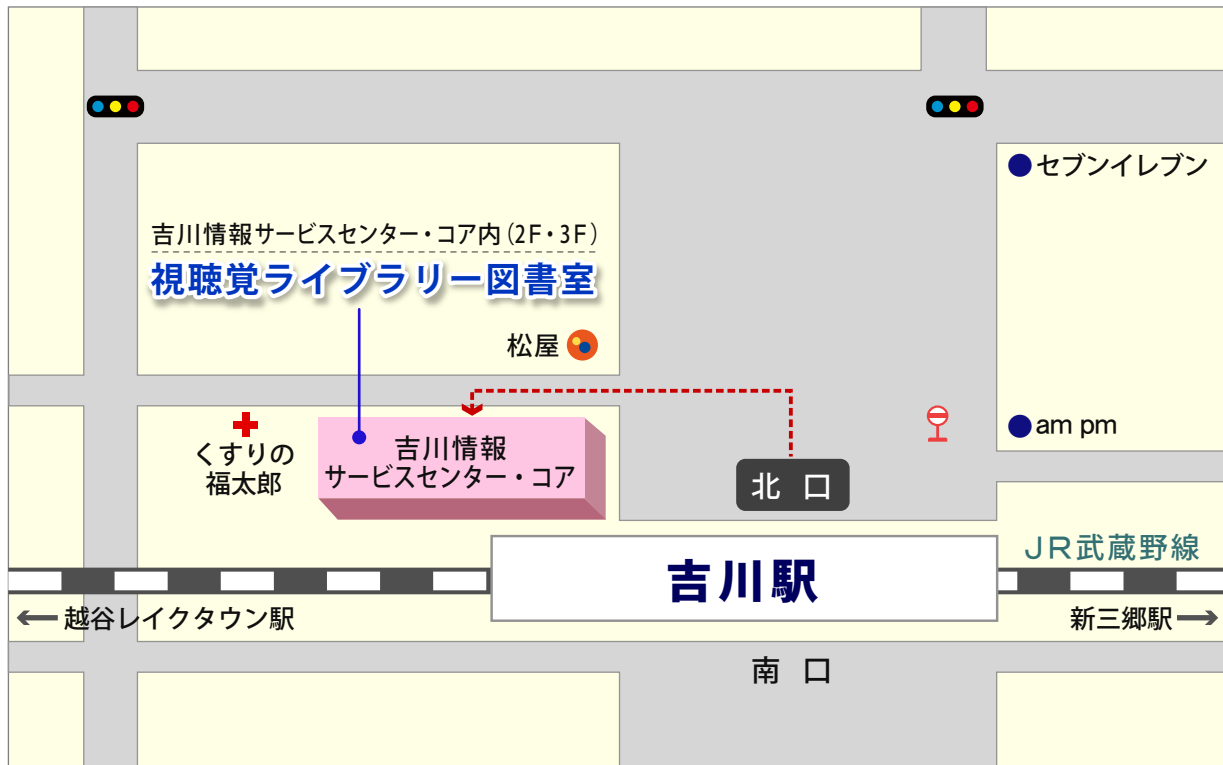 セブンイレブン
吉川情報サービスセンター・コア内(2F・3F)
視聴覚ライブラリー図書室
松屋
am pm
くすりの
福太郎
吉川情報
サービスセンター・コア
北 口
JR武蔵野線
吉川駅
越谷レイクタウン駅
新三郷駅
南 口